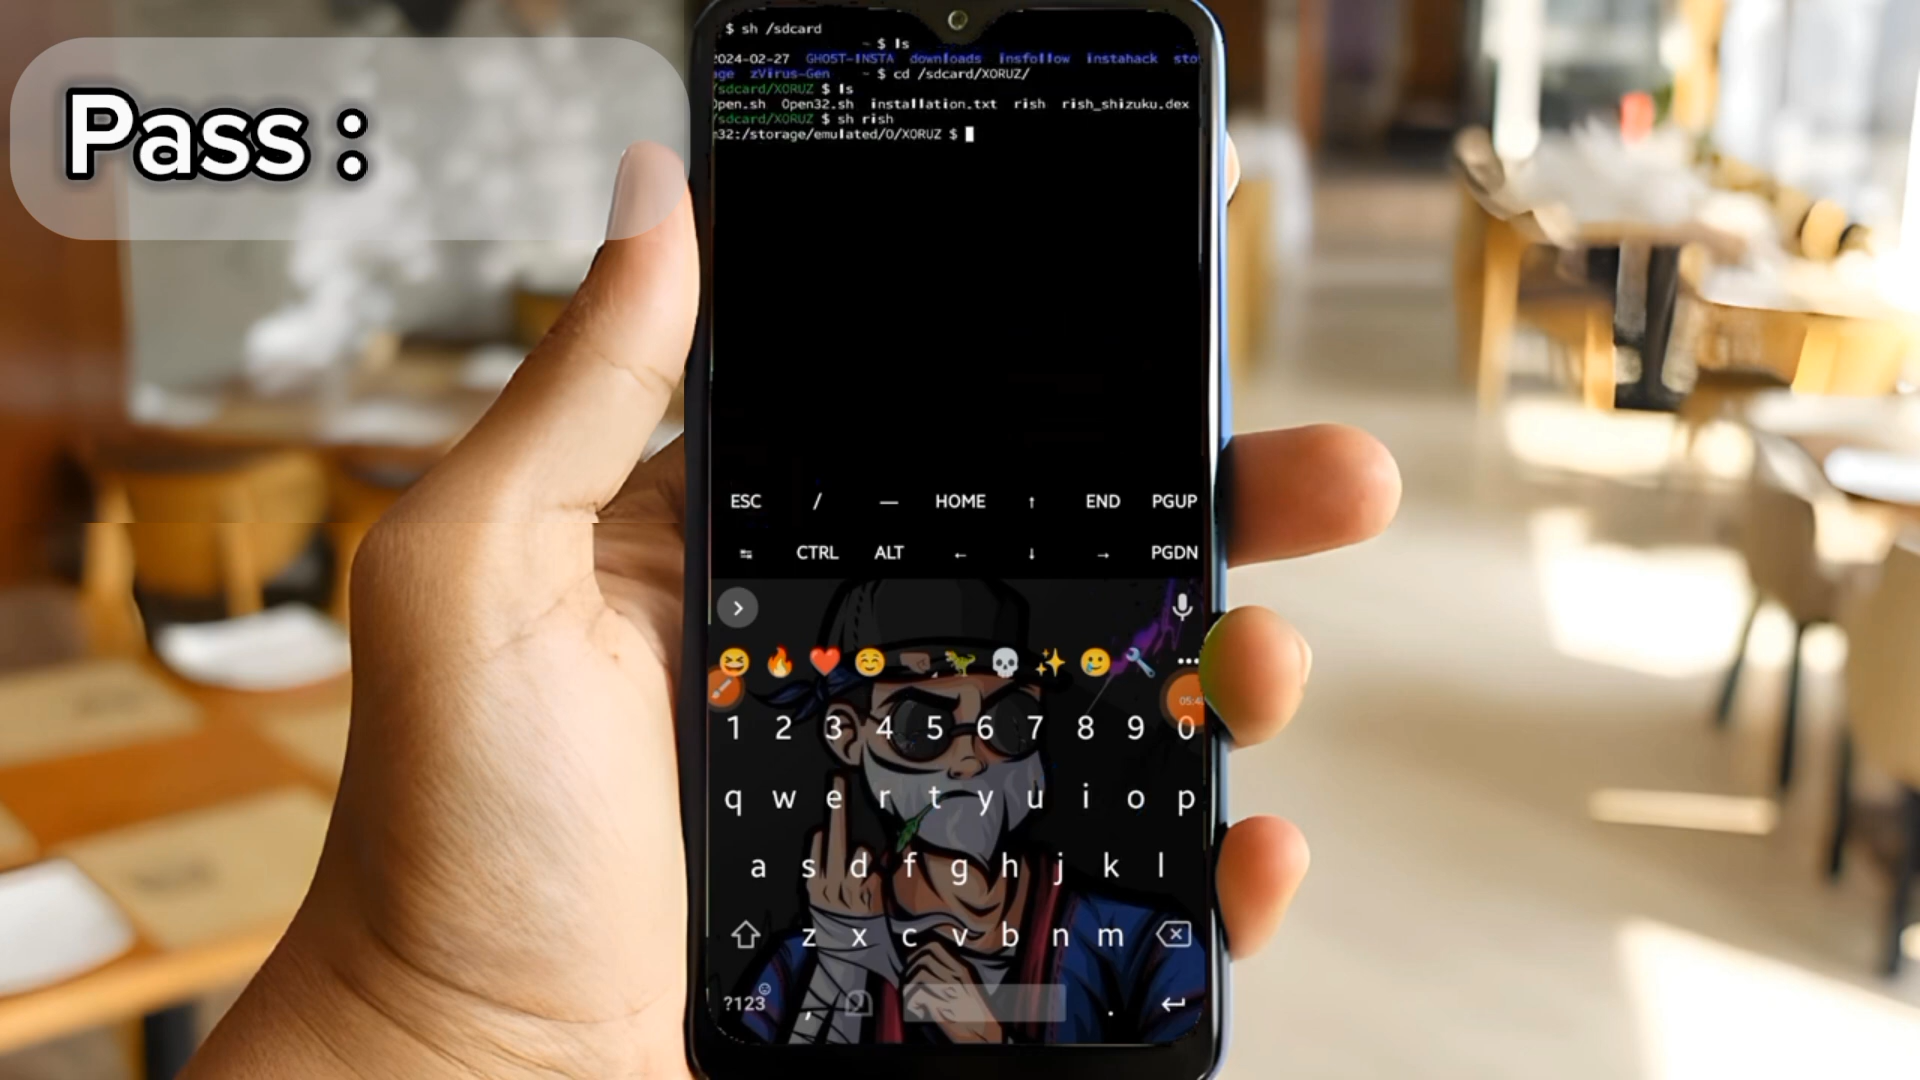 Pass :
$ sh /sdcard
~ $ ls
2024-02-27 GHOST-INSTA downloads insfollow instahack sto
age zVirus-Gen ~ $ cd /sdcard/XORUZ/
/sdcard/XORUZ $ ls
Open.sh Open32.sh installation.txt rish rish_shizuku.dex
/sdcard/XORUZ $ sh rish
32:/storage/emulated/0/XORUZ $
ESC / — HOME ↑ END PGUP
CTRL ALT ← ↓ → PGDN
05:4
1 2 3 4 5 6 7 8 9 0
q w e r t y u i o p
a s d f g h j k l
z x c v b n m
?123 , .